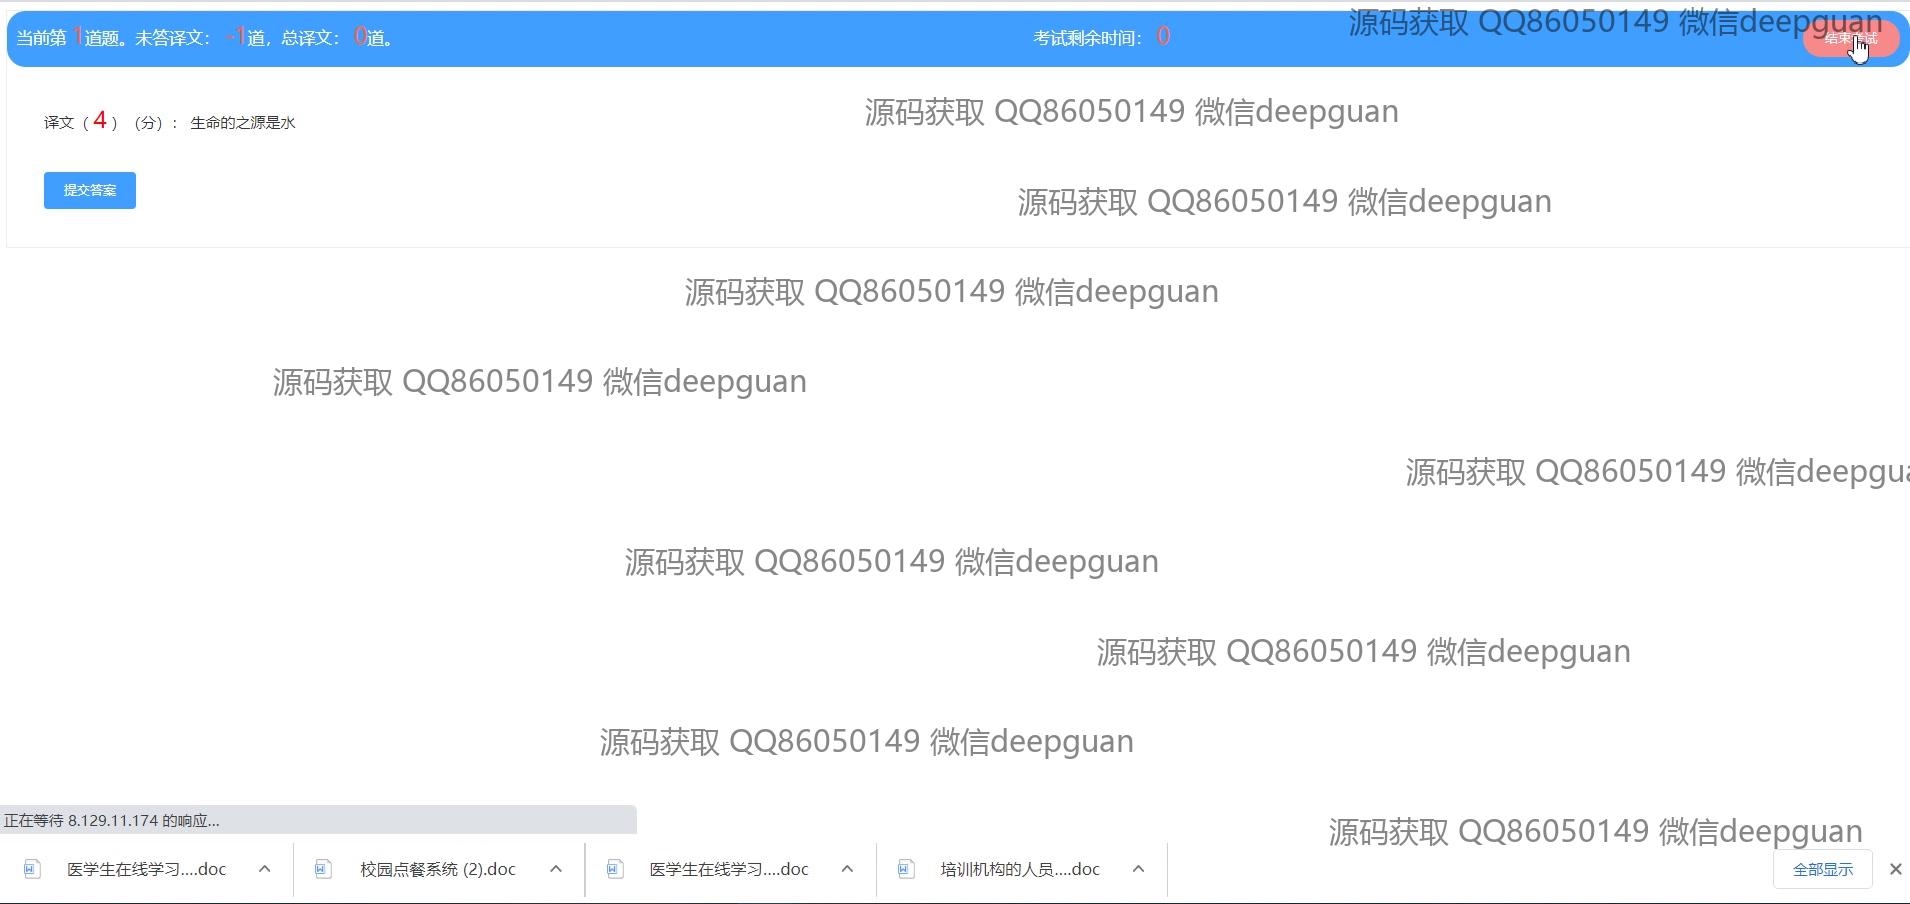 当前第 1道题。未答译文： -1道，总译文： 0道。
考试剩余时间： 0
源码获取 QQ86050149 微信deepguan
结束考试
源码获取 QQ86050149 微信deepguan
译文（4）（分）： 生命的之源是水
提交答案
源码获取 QQ86050149 微信deepguan
源码获取 QQ86050149 微信deepguan
源码获取 QQ86050149 微信deepguan
源码获取 QQ86050149 微信deepgua
源码获取 QQ86050149 微信deepguan
源码获取 QQ86050149 微信deepguan
源码获取 QQ86050149 微信deepguan
正在等待 8.129.11.174 的响应...
源码获取 QQ86050149 微信deepguan
医学生在线学习....doc
校园点餐系统 (2).doc
医学生在线学习....doc
培训机构的人员....doc
全部显示